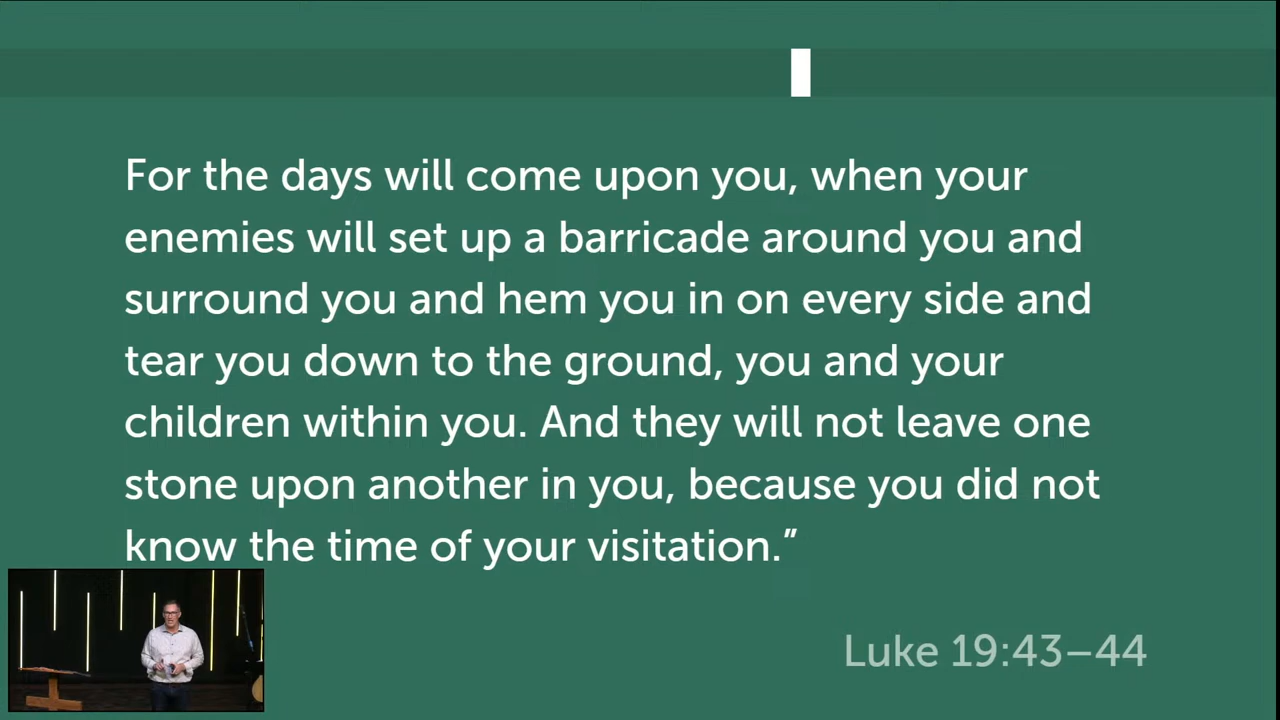 For the days will come upon you, when your
enemies will set up a barricade around you and
surround you and hem you in on every side and
tear you down to the ground, you and your
children within you. And they will not leave one
stone upon another in you, because you did not
know the time of your visitation.”
Luke 19:43–44